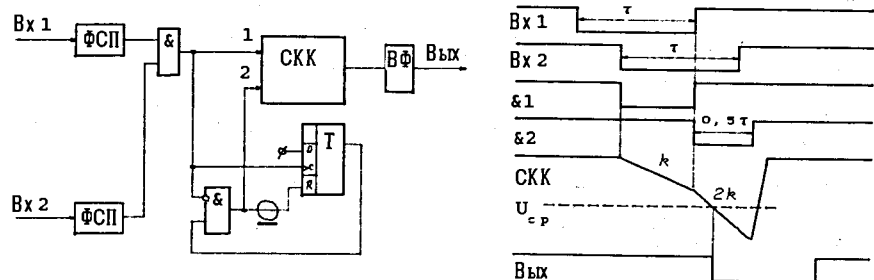 Вх 1
ФСП
&
1
2
СКК
ВФ
Вых
D
C
R
T
&
Вх 2
ФСП
Вх 1
τ
Вх 2
τ
&1
&2
0,5τ
СКК
k
2k
U ср
Вых